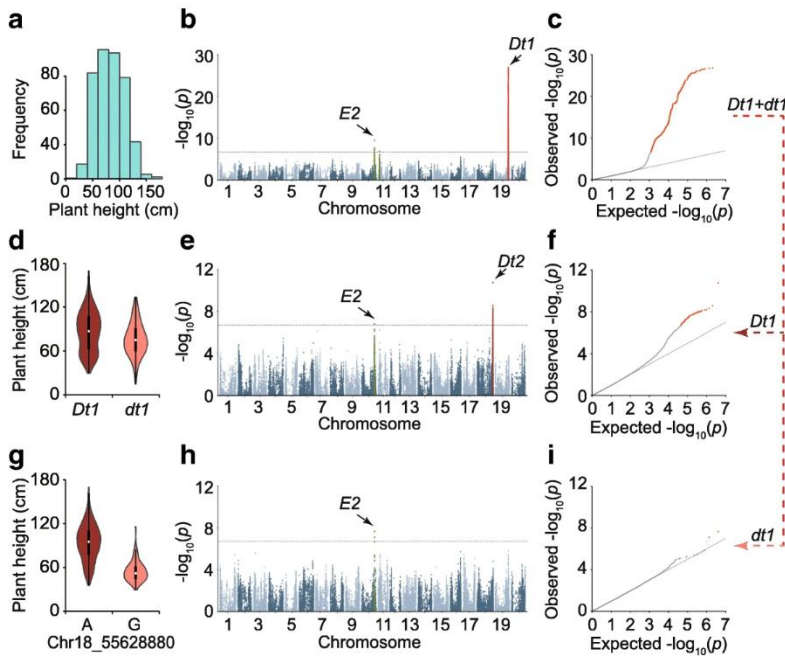 a
Frequency
80
60
40
0
0 50 100 150
Plant height (cm)
b
-log10(p)
30
20
10
0
E2
Dt1
1 3 5 7 9 11 13 15 17 19
Chromosome
c
Observed -log10(p)
30
20
10
0
0 1 2 3 4 5 6 7
Expected -log10(p)
Dt1+dt1
d
Plant height (cm)
180
120
60
0
Dt1 dt1
e
-log10(p)
12
8
4
0
E2
Dt2
1 3 5 7 9 11 13 15 17 19
Chromosome
f
Observed -log10(p)
12
8
4
0
0 1 2 3 4 5 6 7
Expected -log10(p)
Dt1
g
Plant height (cm)
180
120
60
0
A G
Chr18_55628880
h
-log10(p)
12
8
4
0
E2
1 3 5 7 9 11 13 15 17 19
Chromosome
i
Observed -log10(p)
12
8
4
0
0 1 2 3 4 5 6 7
Expected -log10(p)
dt1